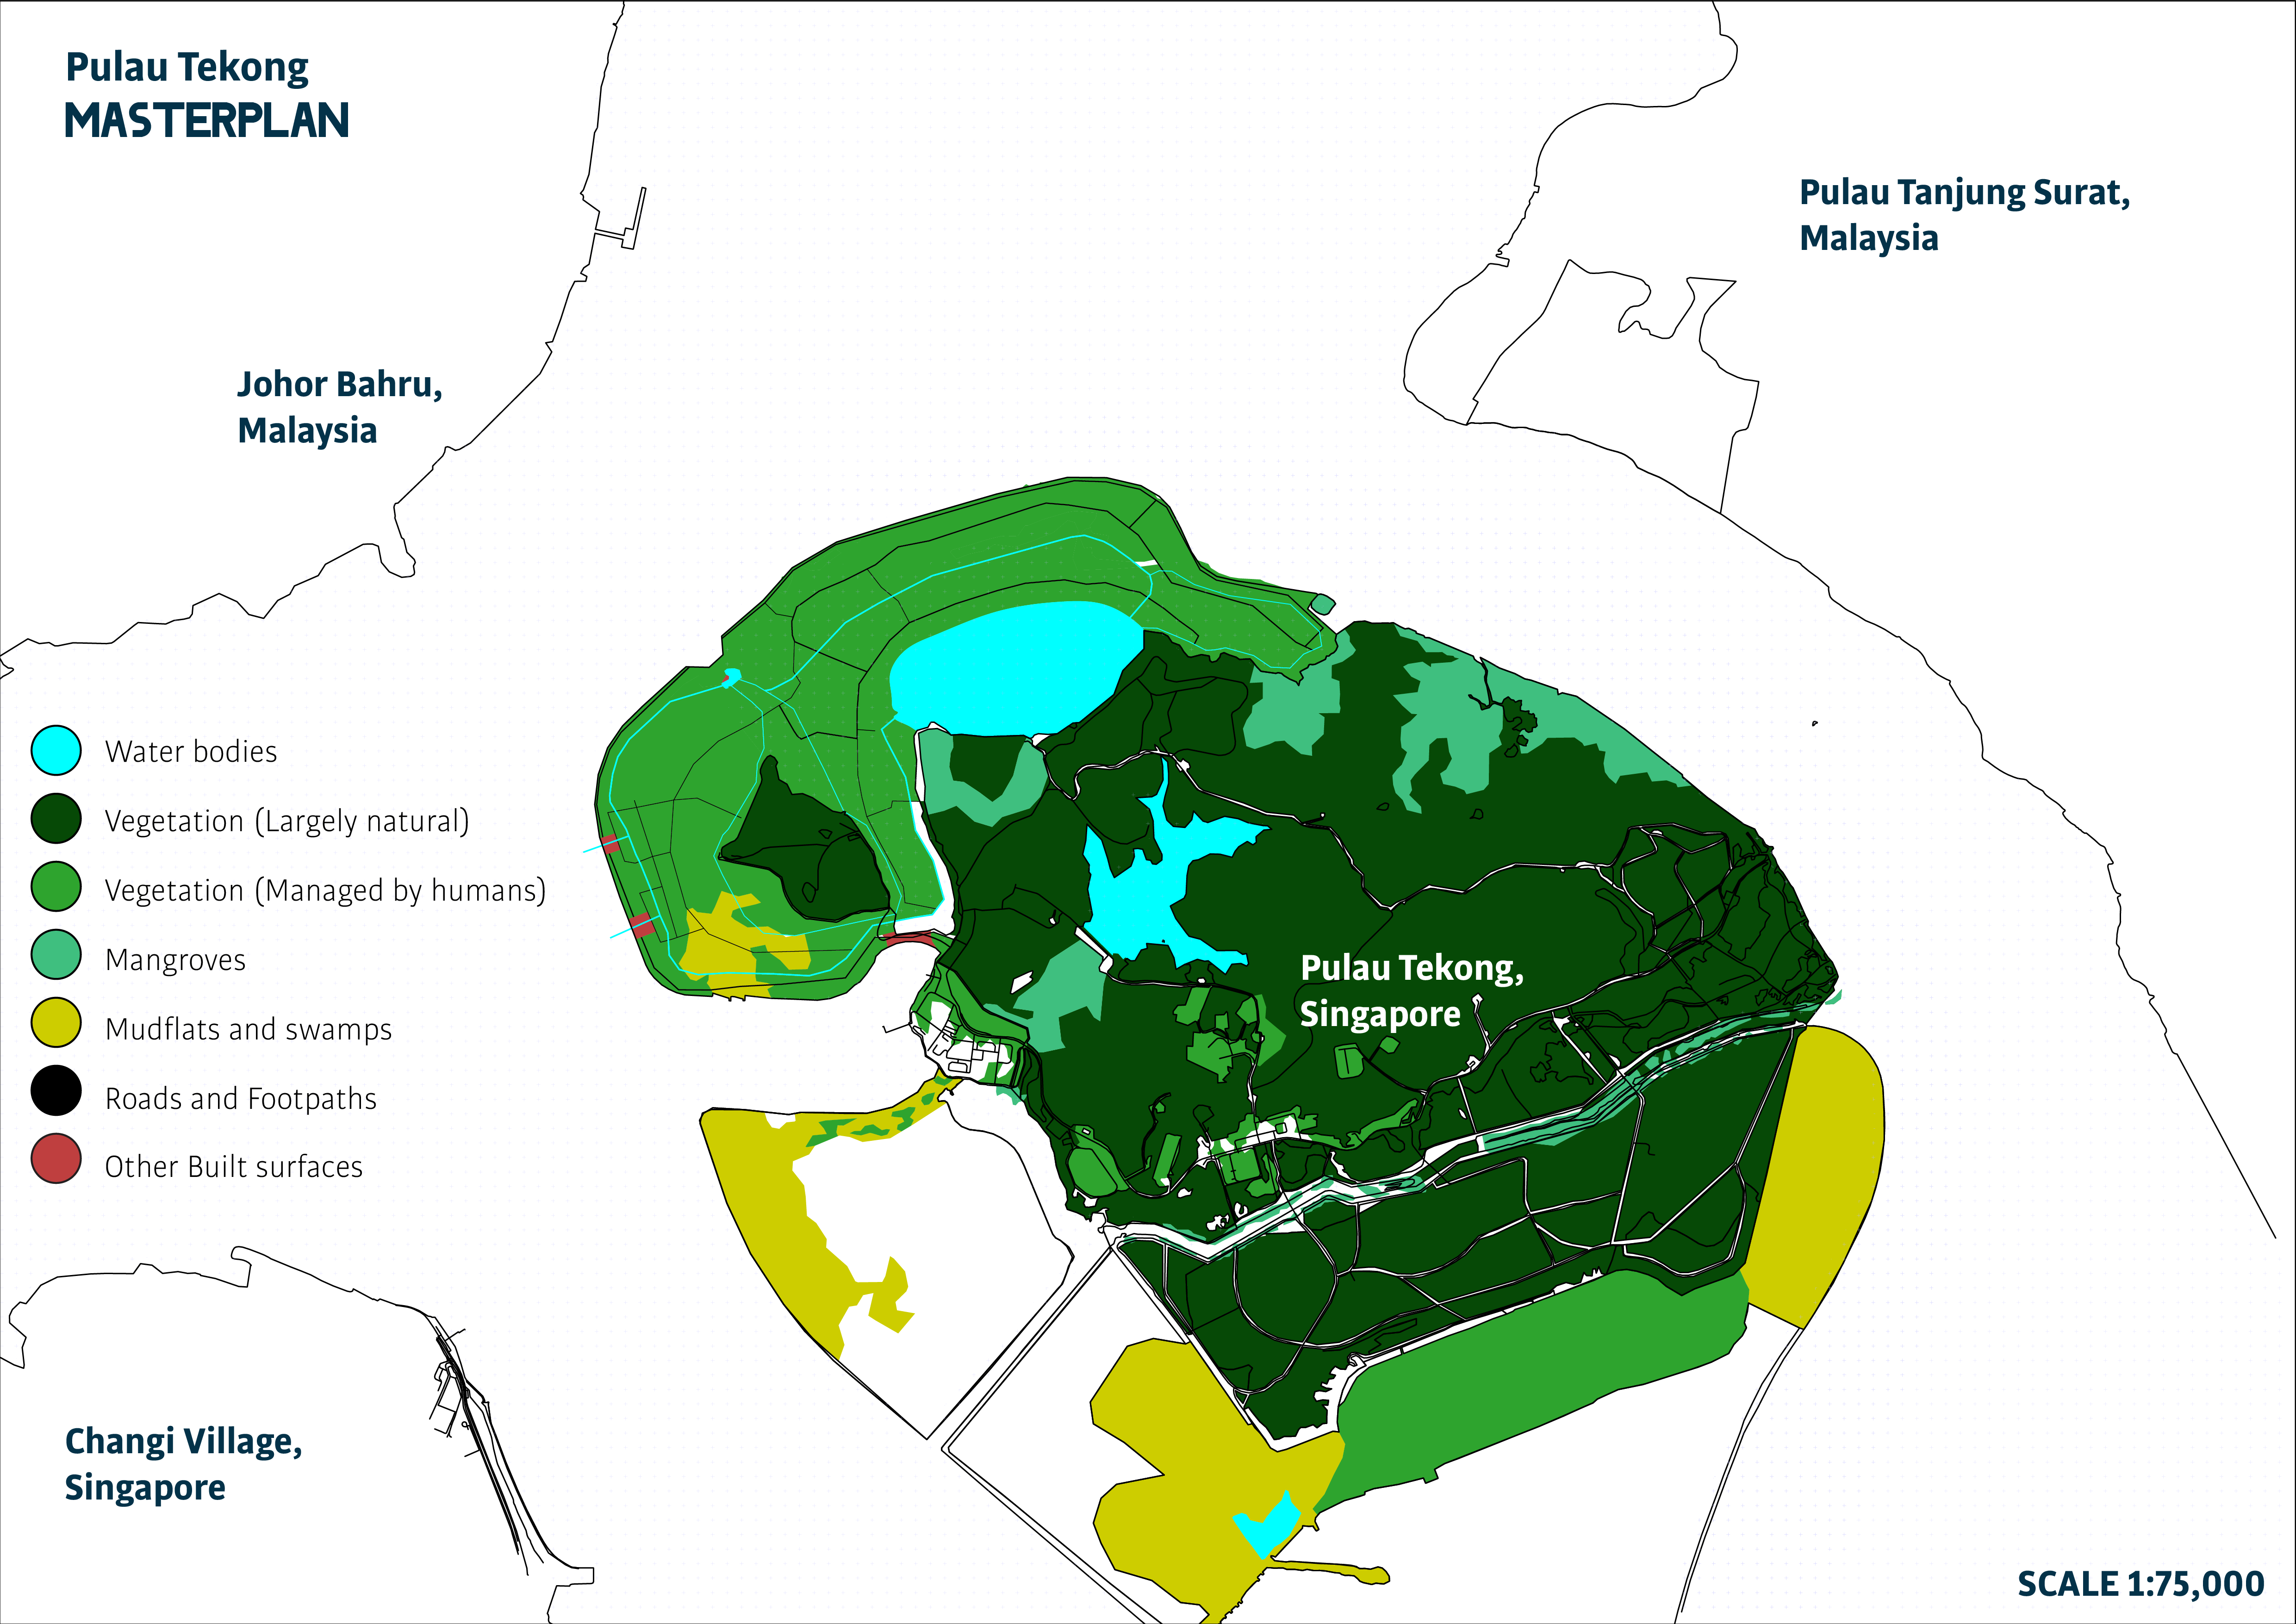 Pulau Tekong
MASTERPLAN
Pulau Tanjung Surat,
Malaysia
Johor Bahru,
Malaysia
Water bodies
Vegetation (Largely natural)
Vegetation (Managed by humans)
Mangroves
Mudflats and swamps
Roads and Footpaths
Other Built surfaces
Pulau Tekong,
Singapore
Changi Village,
Singapore
SCALE 1:75,000